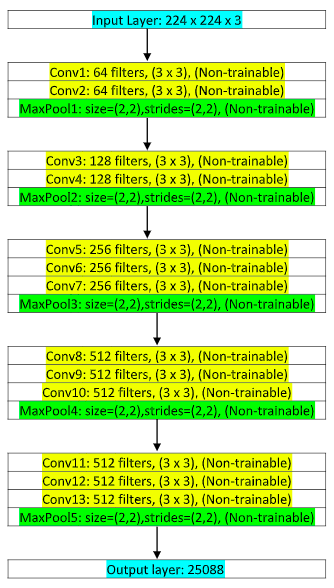 Input Layer: 224 x 224 x 3
Conv1: 64 filters, (3 x 3), (Non-trainable)
Conv2: 64 filters, (3 x 3), (Non-trainable)
MaxPool1: size=(2,2),strides=(2,2), (Non-trainable)
Conv3: 128 filters, (3 x 3), (Non-trainable)
Conv4: 128 filters, (3 x 3), (Non-trainable)
MaxPool2: size=(2,2),strides=(2,2), (Non-trainable)
Conv5: 256 filters, (3 x 3), (Non-trainable)
Conv6: 256 filters, (3 x 3), (Non-trainable)
Conv7: 256 filters, (3 x 3), (Non-trainable)
MaxPool3: size=(2,2),strides=(2,2), (Non-trainable)
Conv8: 512 filters, (3 x 3), (Non-trainable)
Conv9: 512 filters, (3 x 3), (Non-trainable)
Conv10: 512 filters, (3 x 3), (Non-trainable)
MaxPool4: size=(2,2),strides=(2,2), (Non-trainable)
Conv11: 512 filters, (3 x 3), (Non-trainable)
Conv12: 512 filters, (3 x 3), (Non-trainable)
Conv13: 512 filters, (3 x 3), (Non-trainable)
MaxPool5: size=(2,2),strides=(2,2), (Non-trainable)
Output layer: 25088